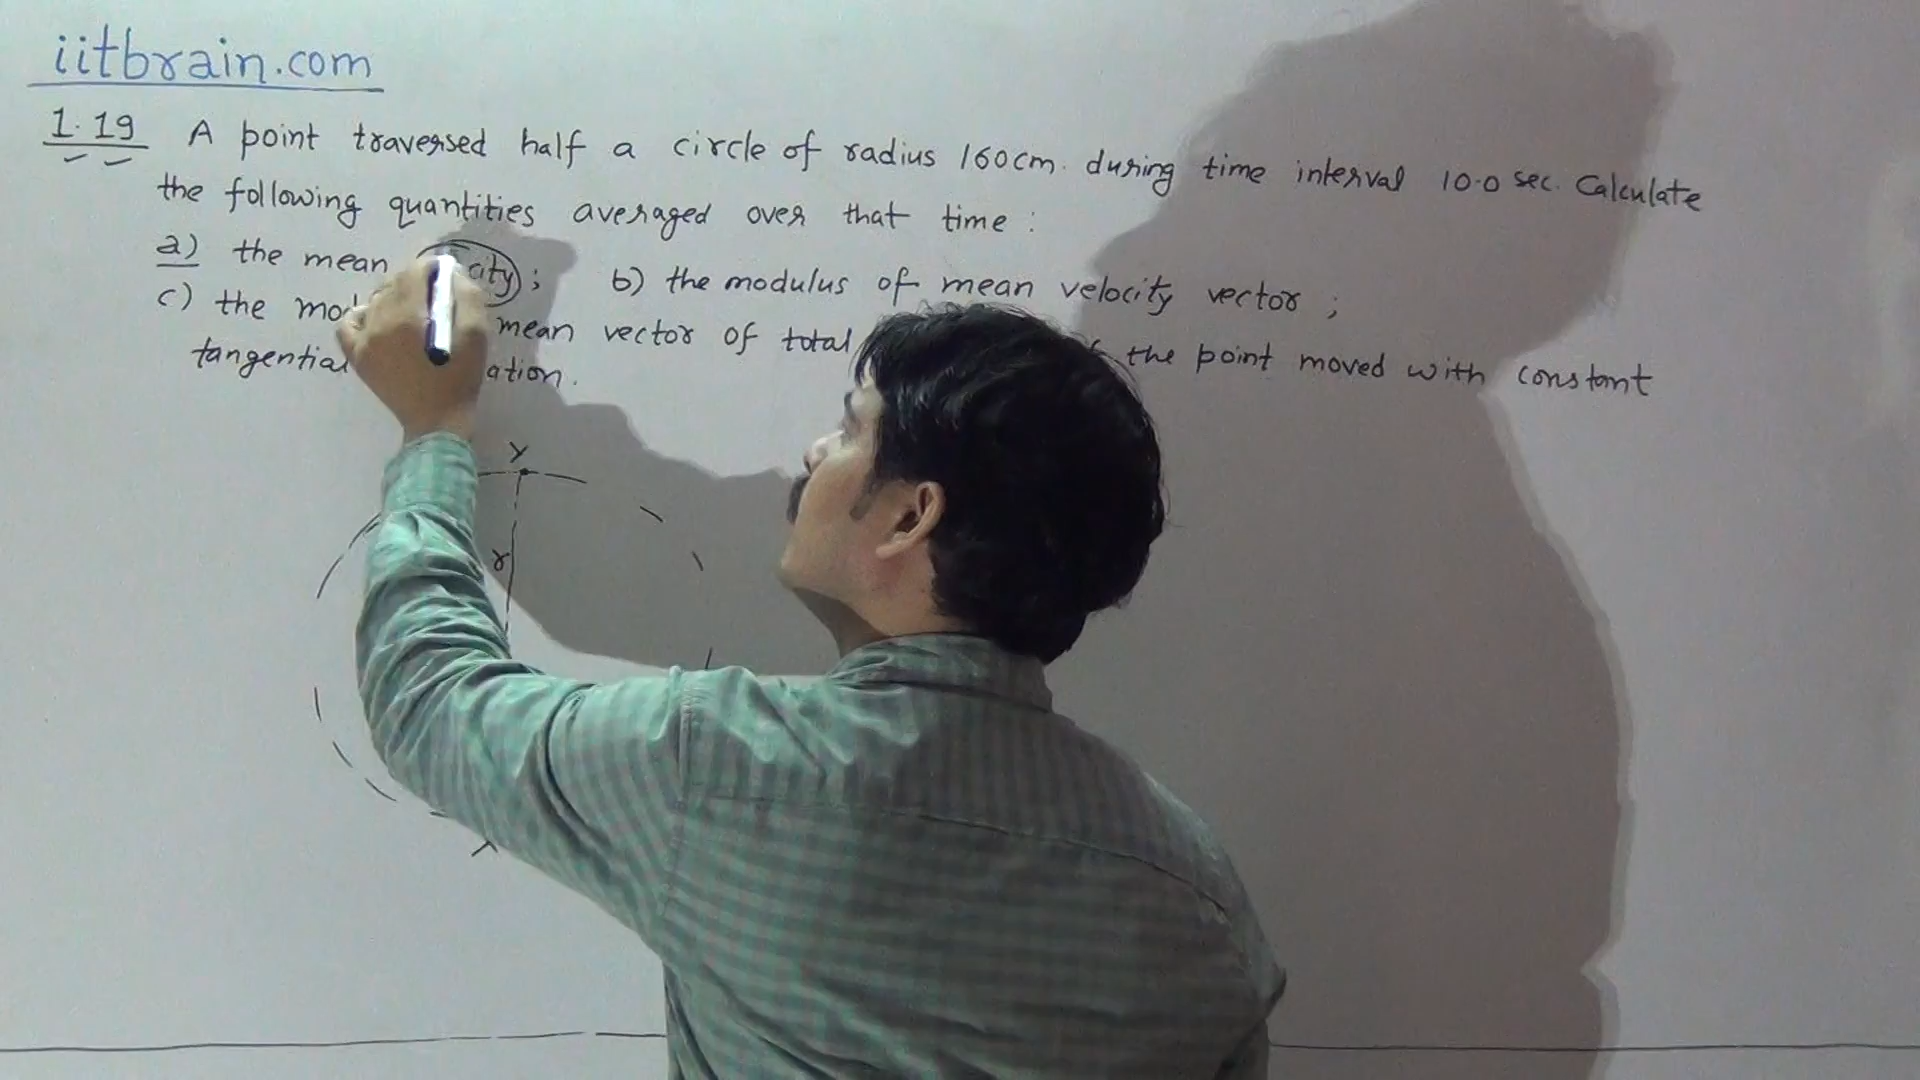 iitbrain.com
1.19 A point traversed half a circle of radius 160cm. during time interval 10.0 sec. Calculate
the following quantities averaged over that time :
a) the mean city; b) the modulus of mean velocity vector ;
c) the mod mean vector of total f the point moved with constant
tangential ation.
Y
r